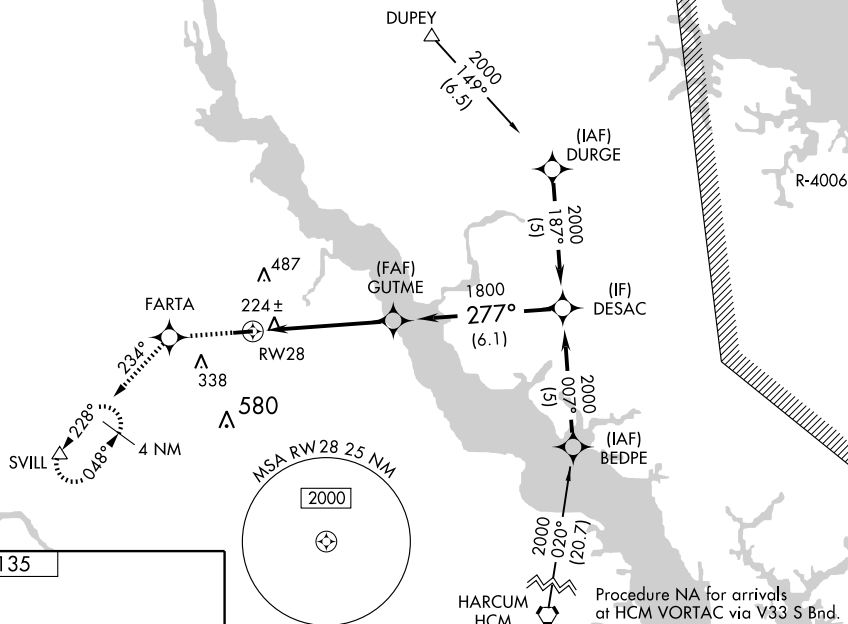 DUPEY
2000
149°
(6.5)
(IAF)
DURGE
R-4006
2000
187°
(5)
487
(FAF)
GUTME
1800
277°
(6.1)
(IF)
DESAC
FARTA
224±
RW28
234°
338
580
2000
007°
(5)
228°
048°
4 NM
SVILL
(IAF)
BEDPE
MSA RW28 25 NM
2000
2000
020°
(20.7)
135
HARCUM
HCM
Procedure NA for arrivals
at HCM VORTAC via V33 S Bnd.